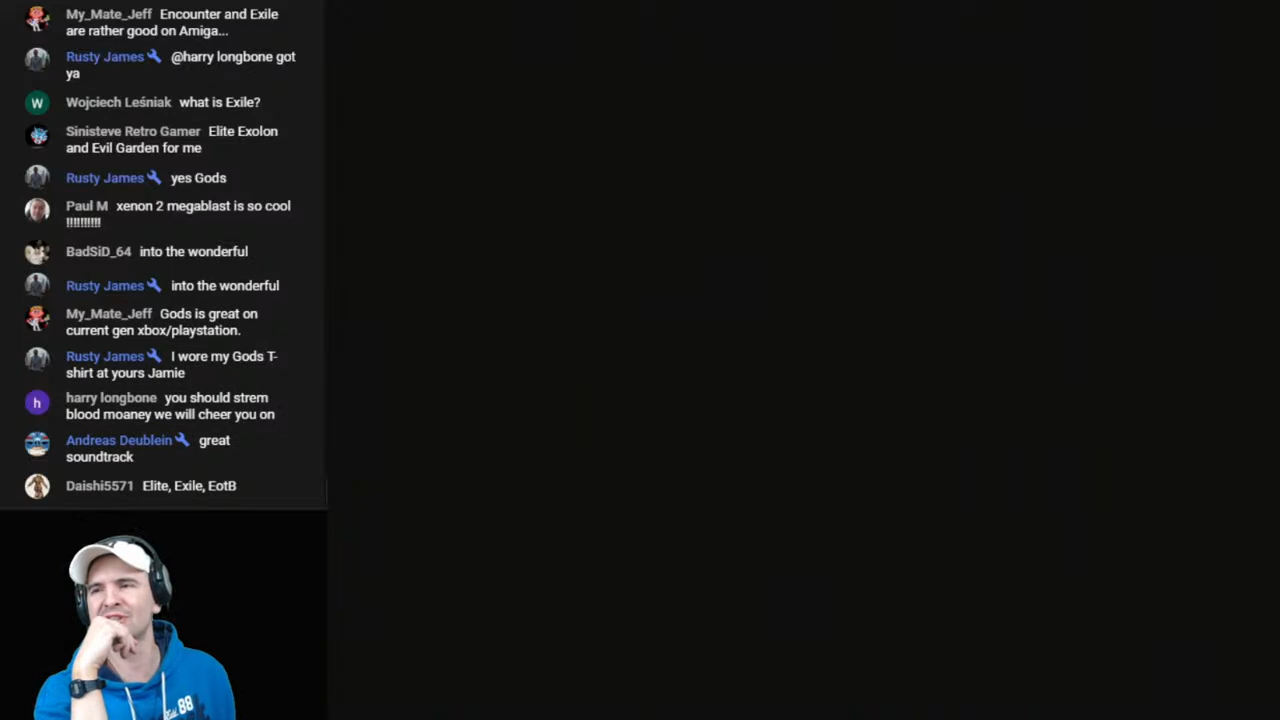 My_Mate_Jeff Encounter and Exile
are rather good on Amiga...
Rusty James @harry longbone got
ya
W Wojciech Leśniak what is Exile?
Sinisteve Retro Gamer Elite Exolon
and Evil Garden for me
Rusty James yes Gods
Paul M xenon 2 megablast is so cool
!!!!!!!!!!
BadSiD_64 into the wonderful
Rusty James into the wonderful
My_Mate_Jeff Gods is great on
current gen xbox/playstation.
Rusty James I wore my Gods T-
shirt at yours Jamie
h harry longbone you should strem
blood moaney we will cheer you on
Andreas Deublein great
soundtrack
Daishi5571 Elite, Exile, EotB
88